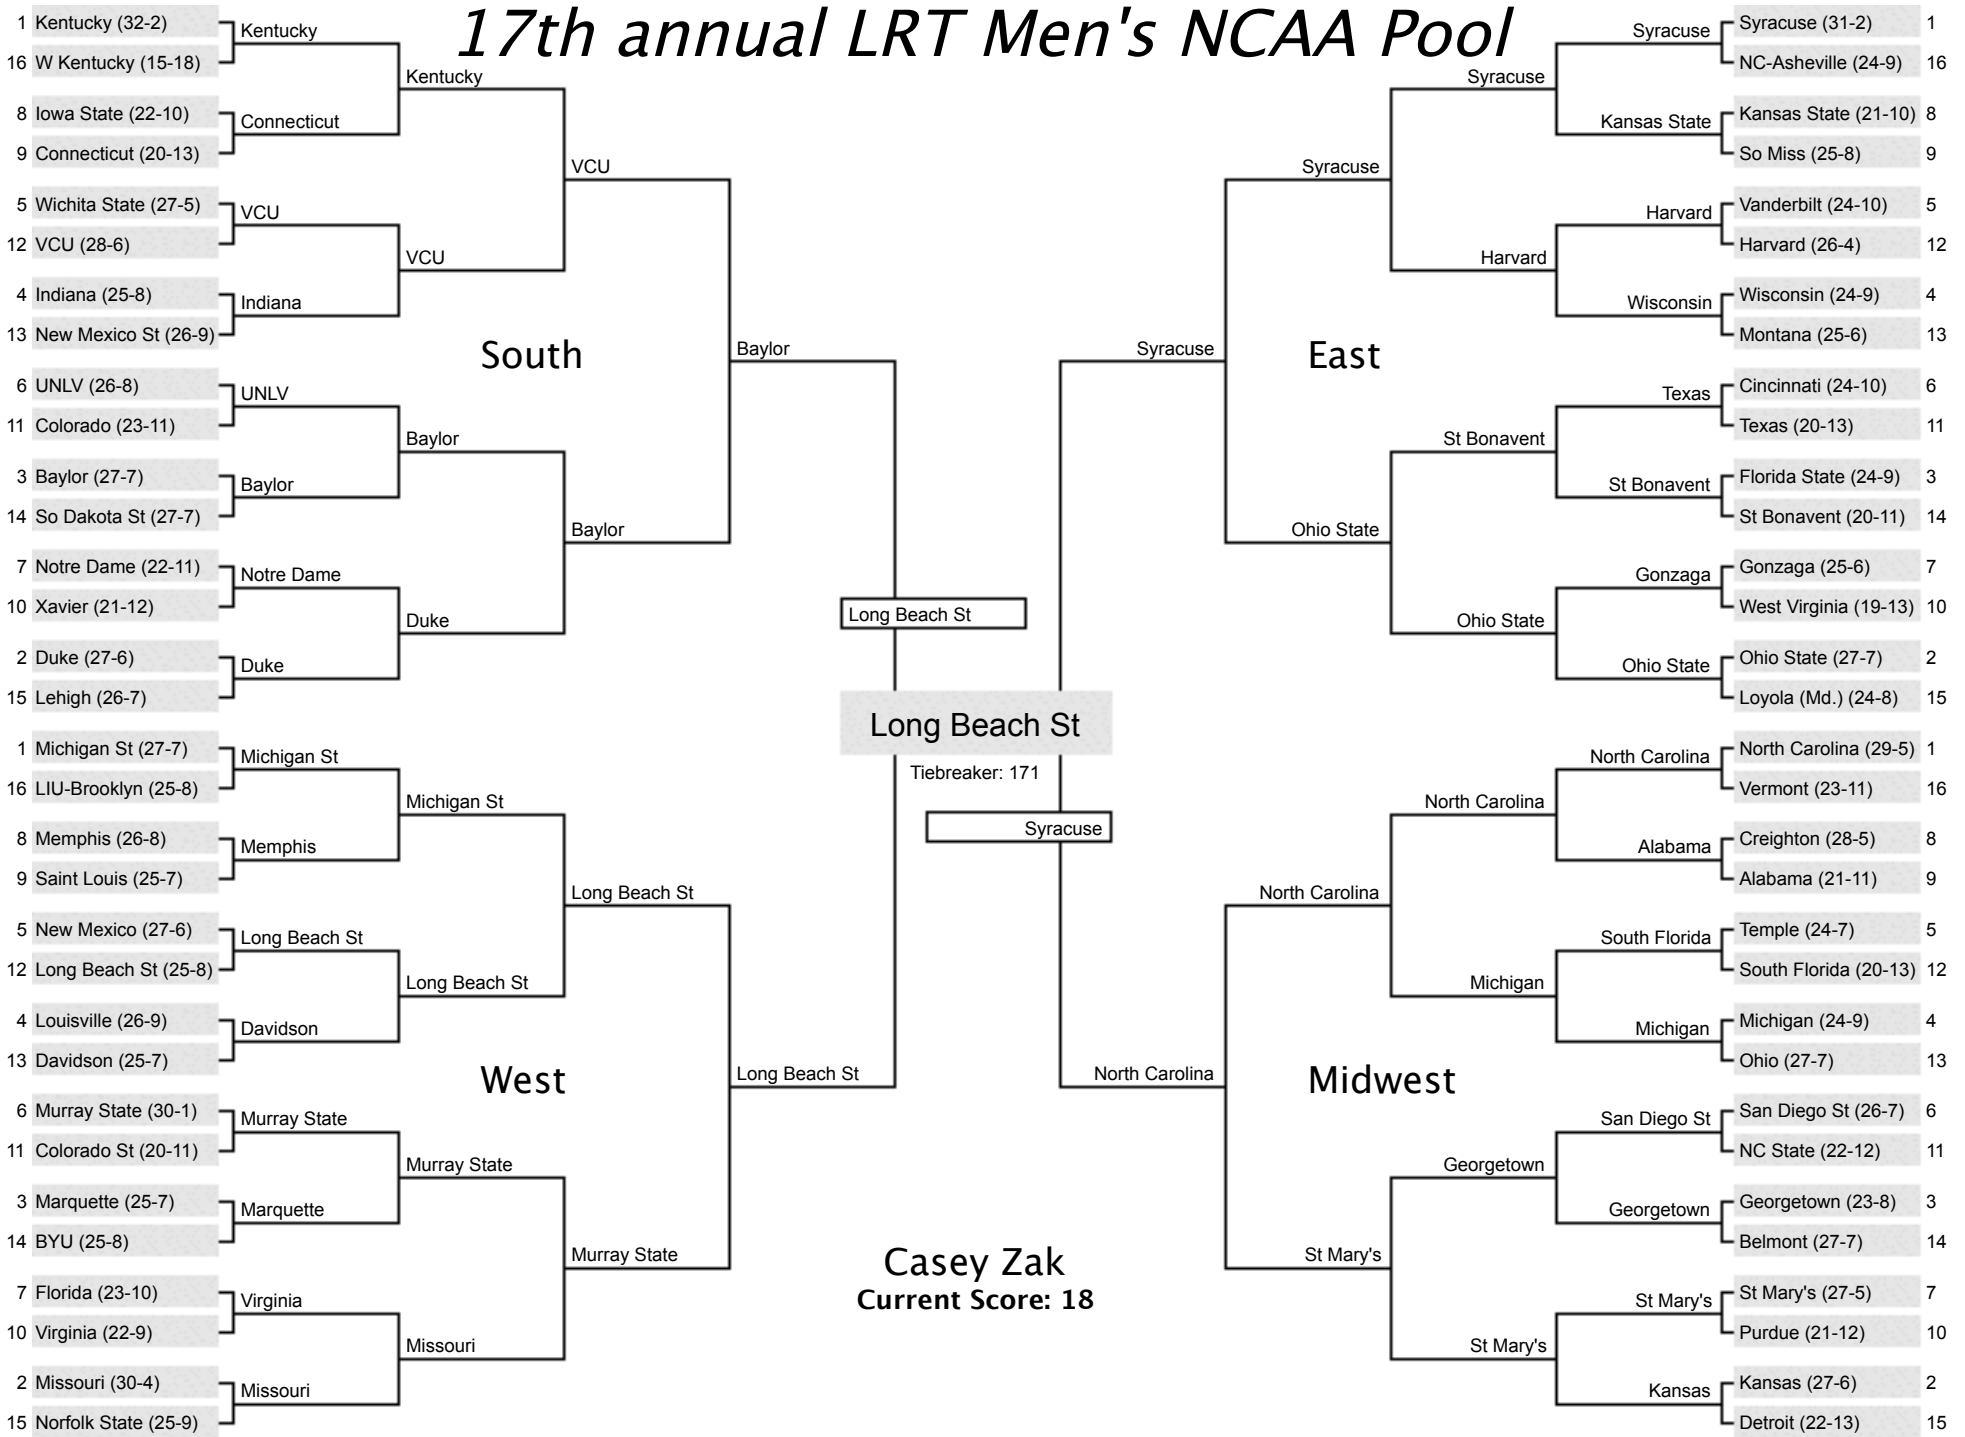 17th annual LRT Men's NCAA Pool
1 Kentucky (32-2)
16 W Kentucky (15-18)
8 Iowa State (22-10)
9 Connecticut (20-13)
5 Wichita State (27-5)
12 VCU (28-6)
4 Indiana (25-8)
13 New Mexico St (26-9)
6 UNLV (26-8)
11 Colorado (23-11)
3 Baylor (27-7)
14 So Dakota St (27-7)
7 Notre Dame (22-11)
10 Xavier (21-12)
2 Duke (27-6)
15 Lehigh (26-7)
Kentucky
Connecticut
VCU
Indiana
UNLV
Baylor
Notre Dame
Duke
Kentucky
VCU
Baylor
Duke
VCU
Baylor
Baylor
South
1 Michigan St (27-7)
16 LIU-Brooklyn (25-8)
8 Memphis (26-8)
9 Saint Louis (25-7)
5 New Mexico (27-6)
12 Long Beach St (25-8)
4 Louisville (26-9)
13 Davidson (25-7)
6 Murray State (30-1)
11 Colorado St (20-11)
3 Marquette (25-7)
14 BYU (25-8)
7 Florida (23-10)
10 Virginia (22-9)
2 Missouri (30-4)
15 Norfolk State (25-9)
Michigan St
Memphis
Long Beach St
Davidson
Murray State
Marquette
Virginia
Missouri
Michigan St
Long Beach St
Murray State
Missouri
Long Beach St
Murray State
Long Beach St
West
Long Beach St
Long Beach St
Tiebreaker: 171
Syracuse
Casey Zak
Current Score: 18
Syracuse (31-2) 1
NC-Asheville (24-9) 16
Kansas State (21-10) 8
So Miss (25-8) 9
Vanderbilt (24-10) 5
Harvard (26-4) 12
Wisconsin (24-9) 4
Montana (25-6) 13
Cincinnati (24-10) 6
Texas (20-13) 11
Florida State (24-9) 3
St Bonavent (20-11) 14
Gonzaga (25-6) 7
West Virginia (19-13) 10
Ohio State (27-7) 2
Loyola (Md.) (24-8) 15
Syracuse
Kansas State
Harvard
Wisconsin
Texas
St Bonavent
Gonzaga
Ohio State
Syracuse
Harvard
St Bonavent
Ohio State
Syracuse
Ohio State
Syracuse
East
North Carolina (29-5) 1
Vermont (23-11) 16
Creighton (28-5) 8
Alabama (21-11) 9
Temple (24-7) 5
South Florida (20-13) 12
Michigan (24-9) 4
Ohio (27-7) 13
San Diego St (26-7) 6
NC State (22-12) 11
Georgetown (23-8) 3
Belmont (27-7) 14
St Mary's (27-5) 7
Purdue (21-12) 10
Kansas (27-6) 2
Detroit (22-13) 15
North Carolina
Alabama
South Florida
Michigan
San Diego St
Georgetown
St Mary's
Kansas
North Carolina
Michigan
Georgetown
St Mary's
North Carolina
St Mary's
North Carolina
Midwest